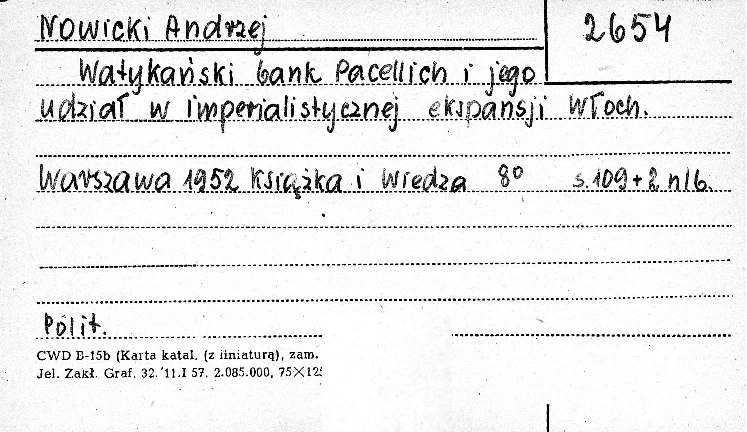 Nowicki Andrzej
2654
Watykański bank Pacellich i jego
udział w imperialistycznej ekspansji Włoch.
Warszawa 1952 Książka i Wiedza 8° s.109+2 nlb.
Polit.
CWD B-15b (Karta katal. (z liniaturą), zam.
Jel. Zakł. Graf. 32. 11.I 57. 2.085.000, 75×125